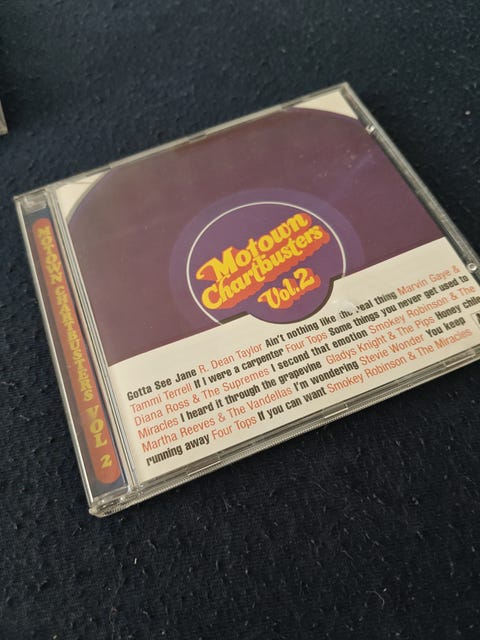 Motown
Chartbusters
Vol.2
MOTOWN CHARTBUSTERS VOL 2
Gotta See Jane R. Dean Taylor Ain't nothing like the real thing Marvin Gaye &
Tammi Terrell If I were a carpenter Four Tops Some things you never get used to
Diana Ross & The Supremes I second that emotion Smokey Robinson & The
Miracles I heard it through the grapevine Gladys Knight & The Pips Honey chile
Martha Reeves & The Vandellas I'm wondering Stevie Wonder You keep
running away Four Tops If you can want Smokey Robinson & The Miracles